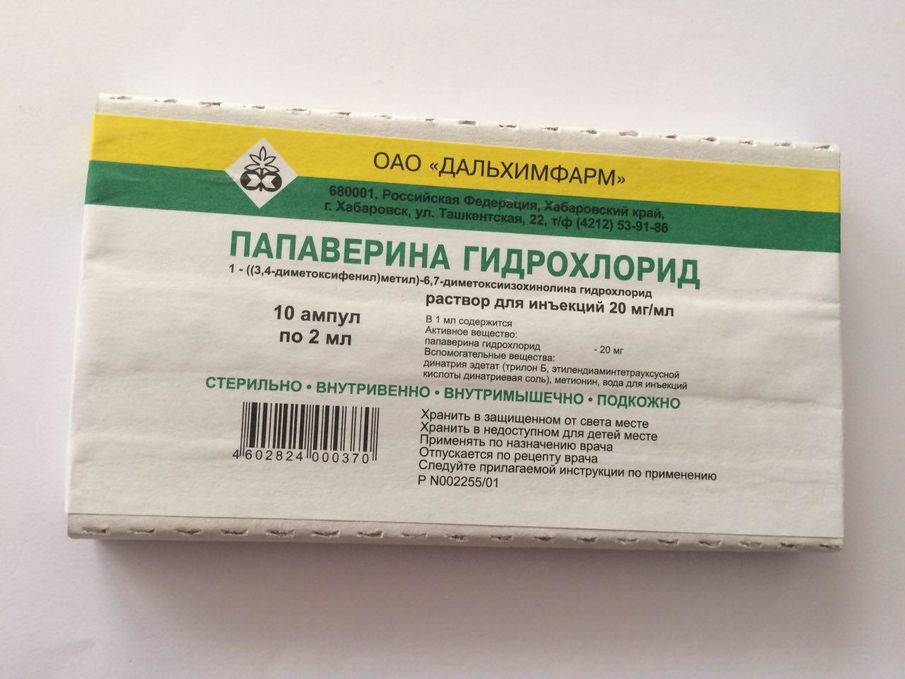 ОАО «ДАЛЬХИМФАРМ»
680001, Российская Федерация, Хабаровский край,
г. Хабаровск, ул. Ташкентская, 22, т/ф (4212) 53-91-86
ПАПАВЕРИНА ГИДРОХЛОРИД
1 - ((3,4-диметоксифенил)метил)-6,7-диметоксиизохинолина гидрохлорид
раствор для инъекций 20 мг/мл
10 ампул
по 2 мл
В 1 мл содержится
Активное вещество:
папаверина гидрохлорид - 20 мг
Вспомогательные вещества:
динатрия эдетат (трилон Б, этилендиаминтетрауксусной
кислоты динатриевая соль), метионин, вода для инъекций
СТЕРИЛЬНО • ВНУТРИВЕННО • ВНУТРИМЫШЕЧНО • ПОДКОЖНО
4 602824 000370
Хранить в защищенном от света месте
Хранить в недоступном для детей месте
Применять по назначению врача
Отпускается по рецепту врача
Следуйте прилагаемой инструкции по применению
Р N002255/01